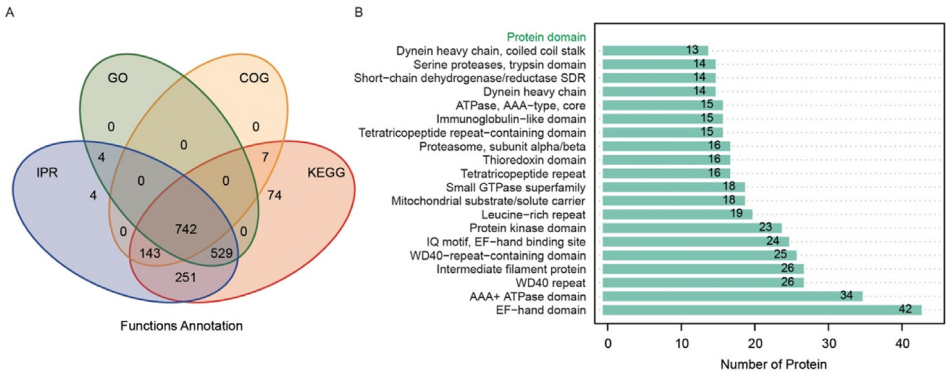 A
GO
COG
IPR
KEGG
0
0
0
4
7
4
0
0
74
0
742
0
143
529
251
Functions Annotation
B
Protein domain
Dynein heavy chain, coiled coil stalk 13
Serine proteases, trypsin domain 14
Short-chain dehydrogenase/reductase SDR 14
Dynein heavy chain 14
ATPase, AAA-type, core 15
Immunoglobulin-like domain 15
Tetratricopeptide repeat-containing domain 15
Proteasome, subunit alpha/beta 16
Thioredoxin domain 16
Tetratricopeptide repeat 16
Small GTPase superfamily 18
Mitochondrial substrate/solute carrier 18
Leucine-rich repeat 19
Protein kinase domain 23
IQ motif, EF-hand binding site 24
WD40-repeat-containing domain 25
Intermediate filament protein 26
WD40 repeat 26
AAA+ ATPase domain 34
EF-hand domain 42
0 10 20 30 40
Number of Protein